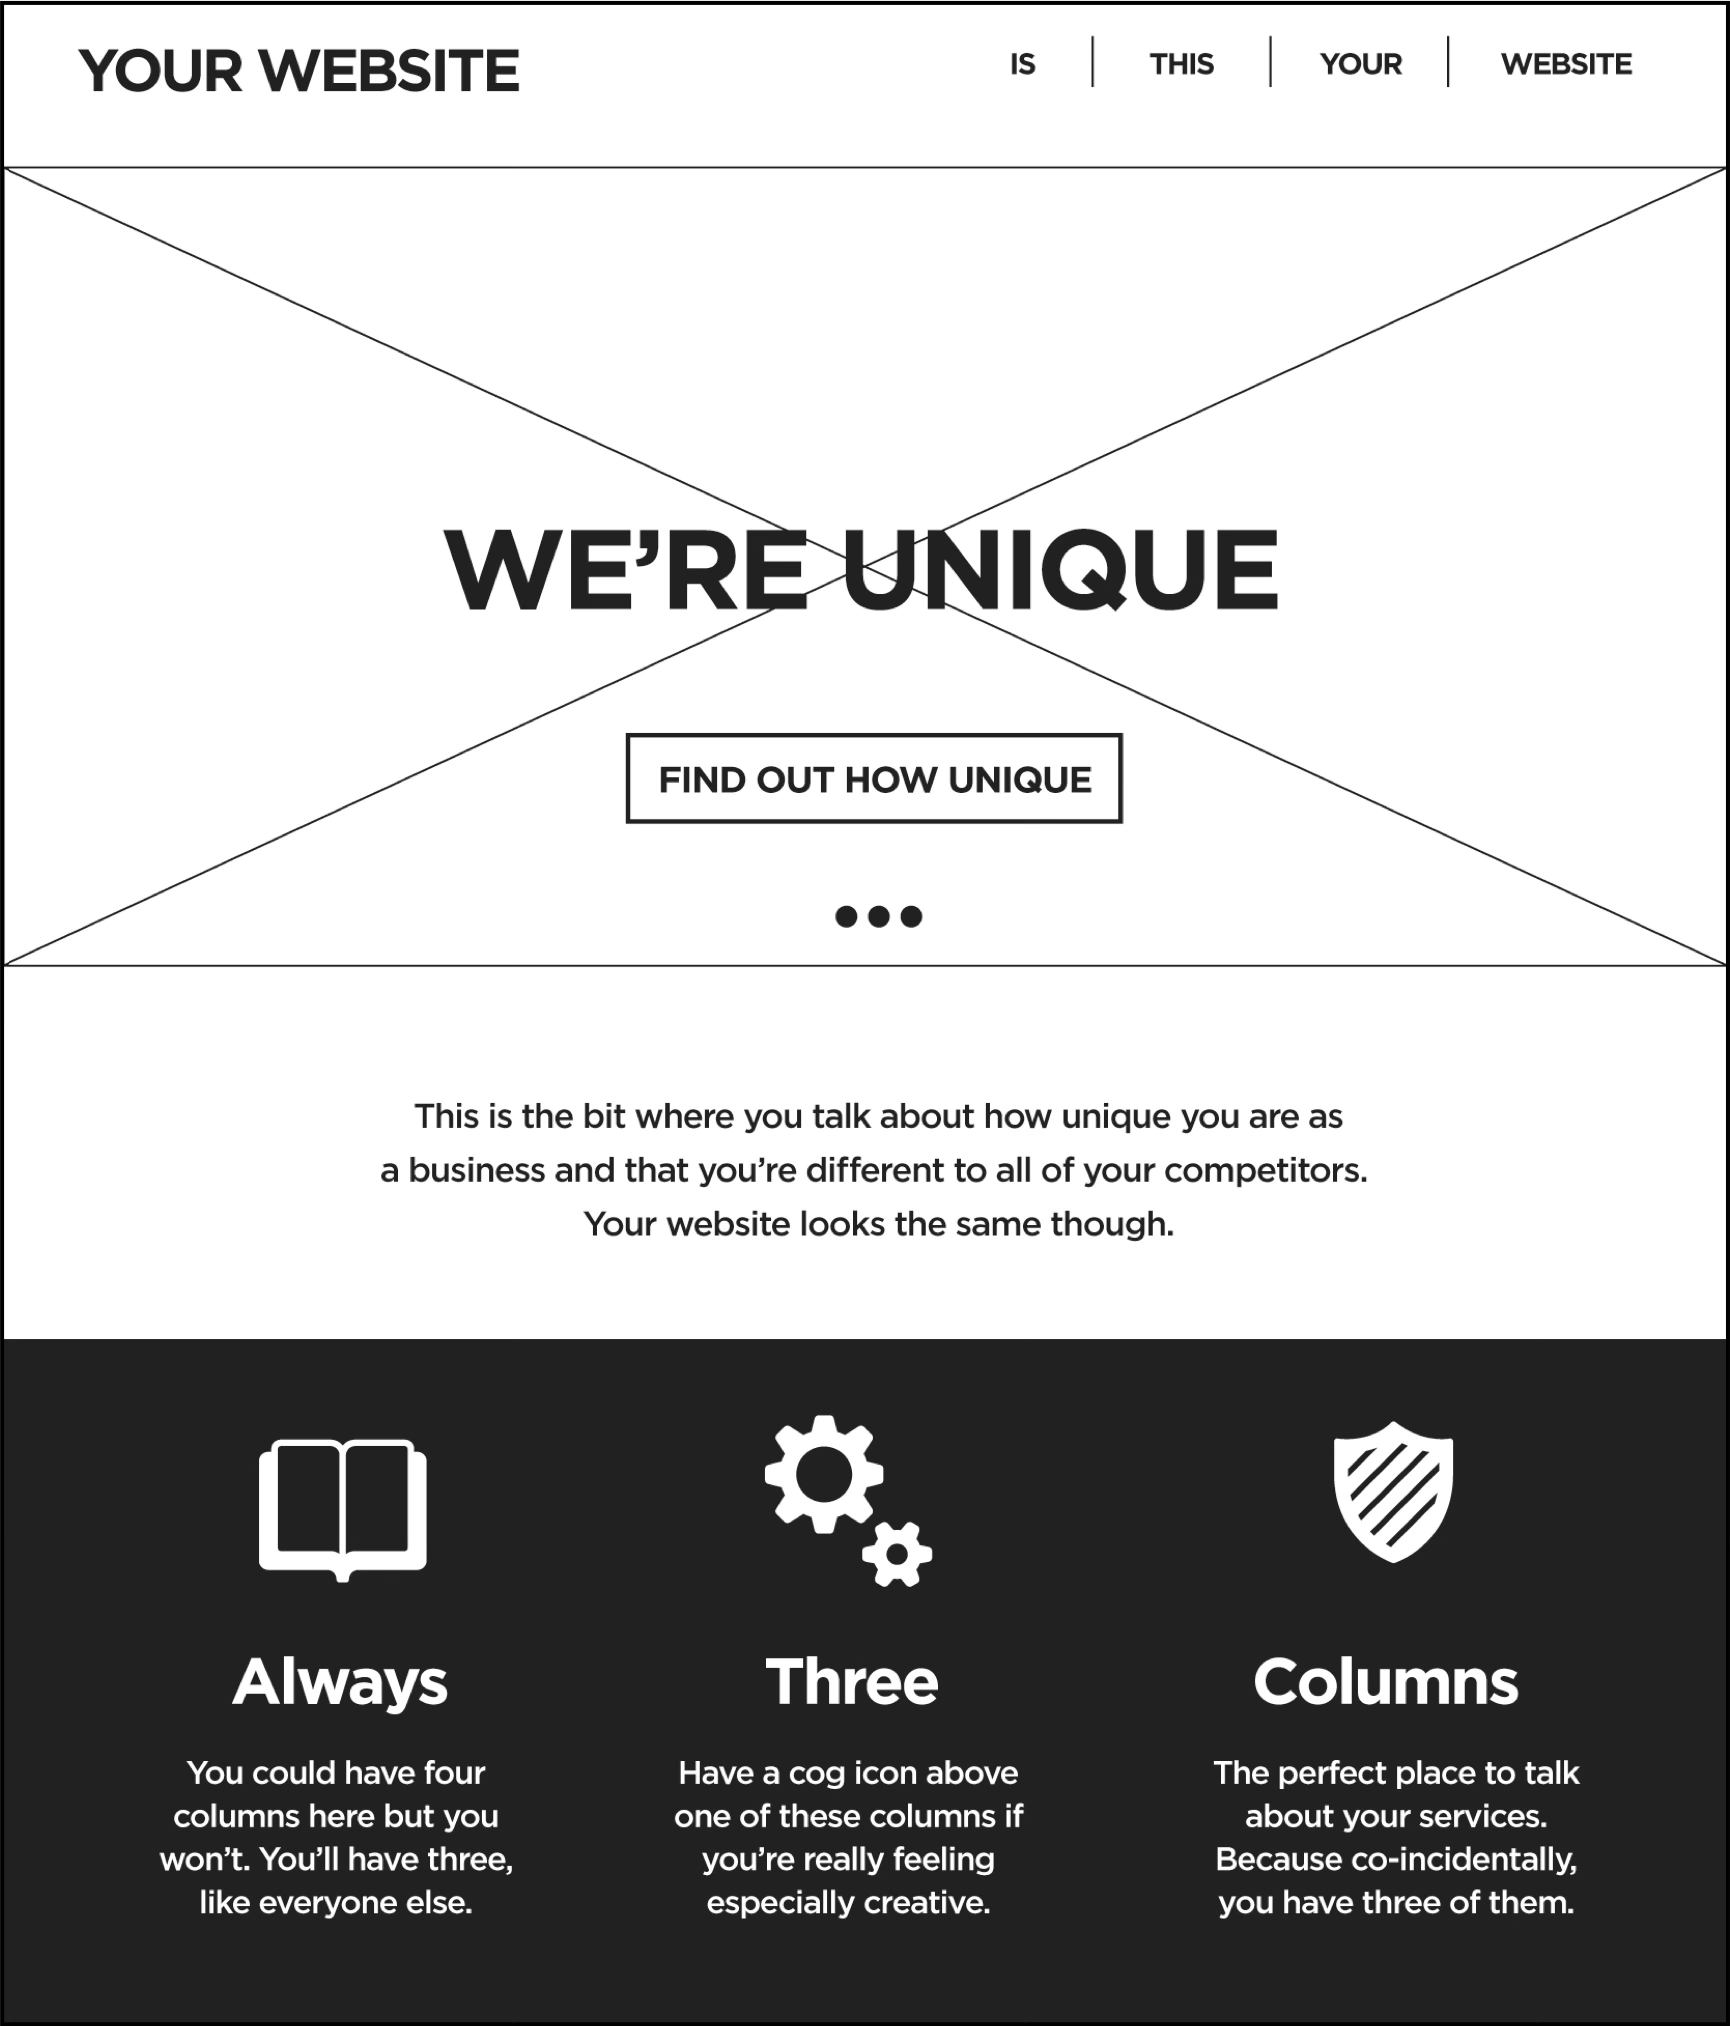 YOUR WEBSITE
IS
THIS
YOUR
WEBSITE
WE’RE UNIQUE
FIND OUT HOW UNIQUE
This is the bit where you talk about how unique you are as
a business and that you’re different to all of your competitors.
Your website looks the same though.
Always
You could have four
columns here but you
won’t. You’ll have three,
like everyone else.
Three
Have a cog icon above
one of these columns if
you’re really feeling
especially creative.
Columns
The perfect place to talk
about your services.
Because co-incidentally,
you have three of them.